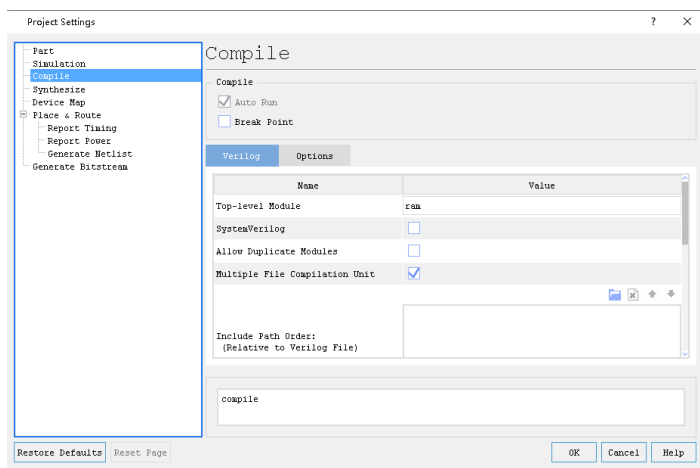 Project Settings
? ×
Part
Simulation
Compile
Synthesize
Device Map
Place & Route
Report Timing
Report Power
Generate Netlist
Generate Bitstream
Compile
Compile
Auto Run
Break Point
Verilog Options
Name Value
Top-level Module ram
SystemVerilog
Allow Duplicate Modules
Multiple File Compilation Unit
Include Path Order:
(Relative to Verilog File)
compile
Restore Defaults Reset Page OK Cancel Help